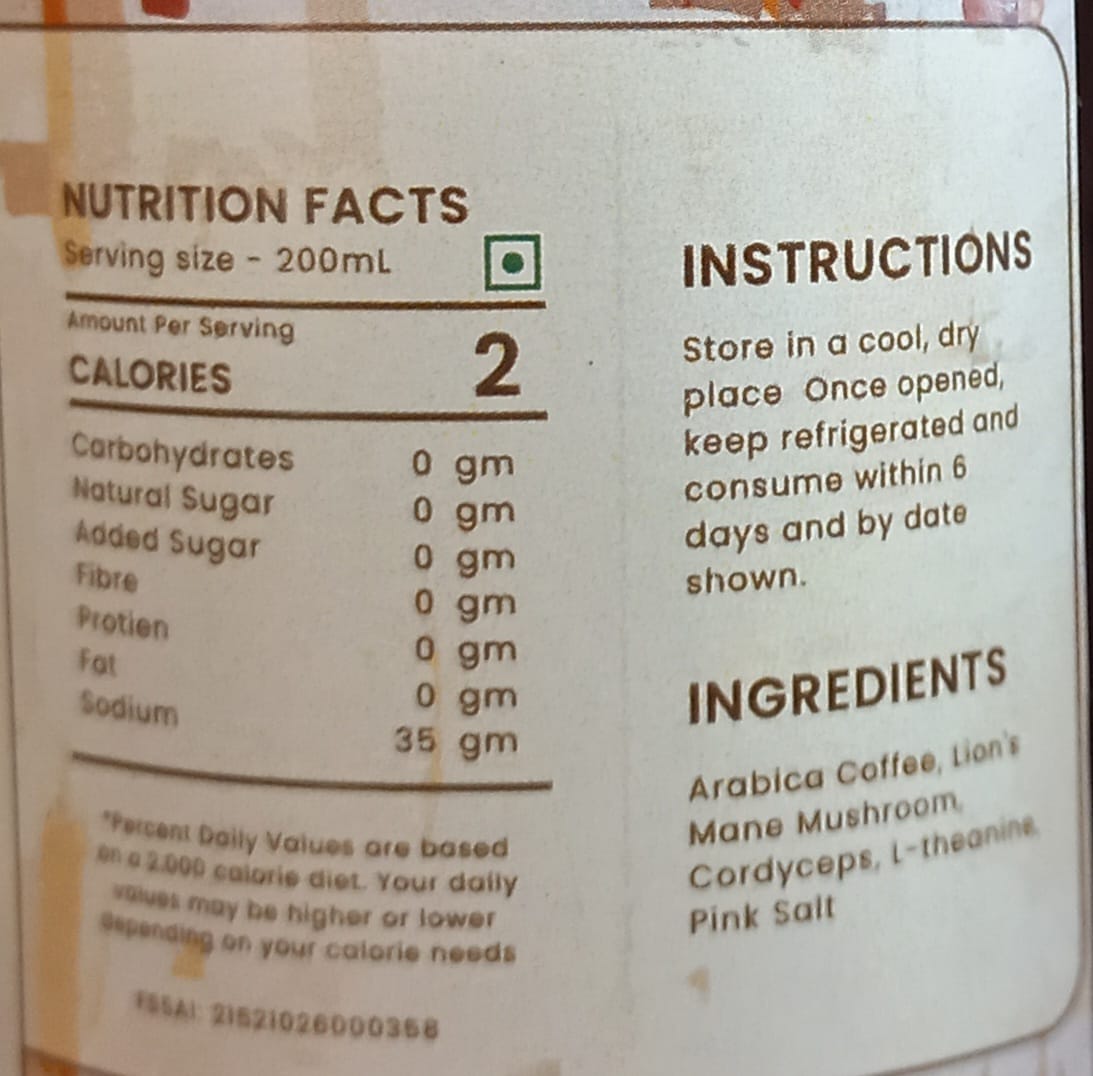 NUTRITION FACTS
Serving size - 200mL
Amount Per Serving
CALORIES 2
Carbohydrates 0 gm
Natural Sugar 0 gm
Added Sugar 0 gm
Fibre 0 gm
Protien 0 gm
Fat 0 gm
Sodium 35 gm
*Percent Daily Values are based
on a 2,000 calorie diet. Your daily
values may be higher or lower
depending on your calorie needs
FSSAI: 21521026000358
INSTRUCTIONS
Store in a cool, dry
place Once opened,
keep refrigerated and
consume within 6
days and by date
shown.
INGREDIENTS
Arabica Coffee, Lion's
Mane Mushroom,
Cordyceps, L-theanine,
Pink Salt